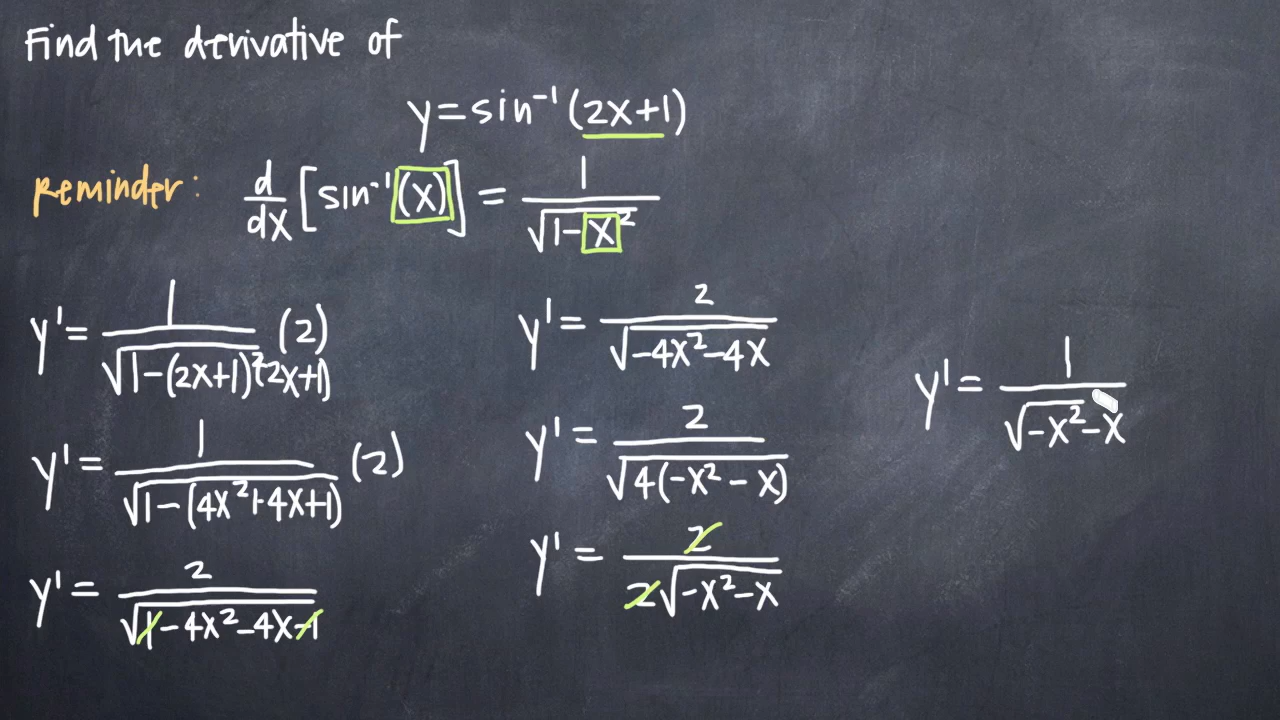 Find the derivative of
y = sin⁻¹(2x+1)
Reminder: d/dx [sin⁻¹(x)] = 1/√(1-x²)
y' = 1/√(1-(2x+1)²2x+1) (2)
y' = 1/√(1-(4x²+4x+1)) (2)
y' = 2/√(1-4x²-4x-1)
y' = 2/√(-4x²-4x)
y' = 2/√(4(-x²-x))
y' = 2/2√(-x²-x)
y' = 1/√(-x²-x)